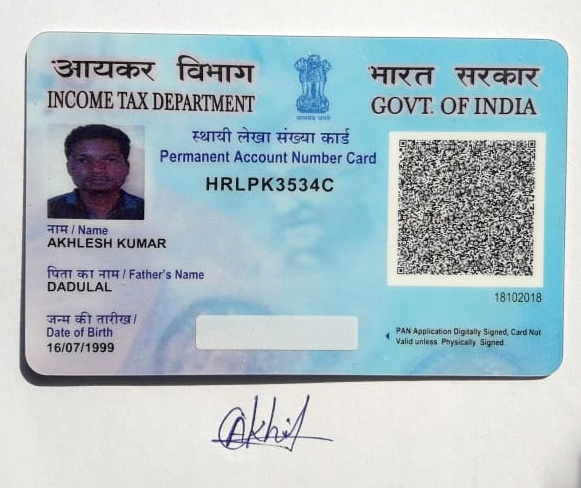 आयकर विभाग
INCOME TAX DEPARTMENT
भारत सरकार
GOVT. OF INDIA
सत्यमेव जयते
स्थायी लेखा संख्या कार्ड
Permanent Account Number Card
HRLPK3534C
नाम / Name
AKHLESH KUMAR
पिता का नाम / Father's Name
DADULAL
जन्म की तारीख /
Date of Birth
16/07/1999
18102018
PAN Application Digitally Signed, Card Not
Valid unless Physically Signed